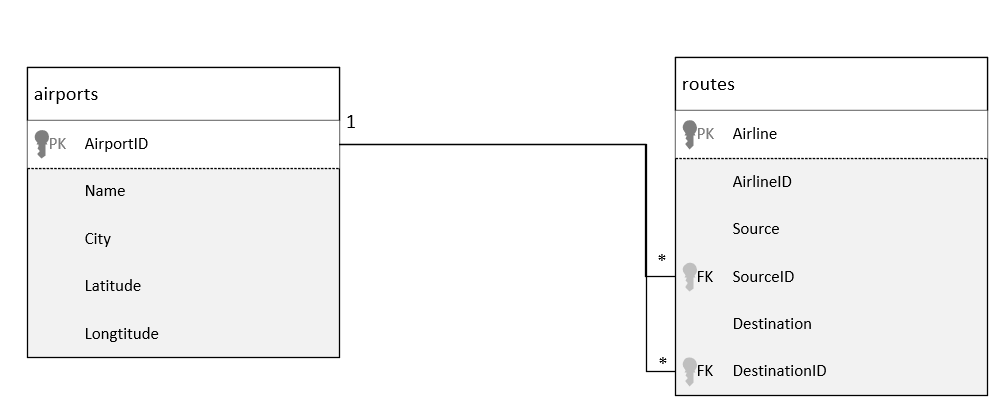 airports
PK AirportID
Name
City
Latitude
Longtitude
1
*
*
routes
PK Airline
AirlineID
Source
FK SourceID
Destination
FK DestinationID